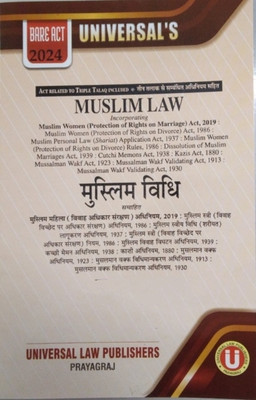 BARE ACT
2024
UNIVERSAL'S
ACT RELATED TO TRIPLE TALAQ INCLUDED • तीन तलाक से सम्बन्धित अधिनियम सहित
MUSLIM LAW
Incorporating
Muslim Women (Protection of Rights on Marriage) Act, 2019 :
Muslim Women (Protection of Rights on Divorce) Act, 1986 :
Muslim Personal Law (Shariat) Application Act, 1937 : Muslim Women
(Protection of Rights on Divorce) Rules, 1986 : Dissolution of Muslim
Marriages Act, 1939 : Cutchi Memons Act, 1938 : Kazis Act, 1880 :
Mussalman Wakf Act, 1923 : Mussalman Wakf Validating Act, 1913 :
Mussalman Wakf Validating Act, 1930
मुस्लिम विधि
समाहित
मुस्लिम महिला ( विवाह अधिकार संरक्षण ) अधिनियम, 2019 : मुस्लिम स्त्री (विवाह
विच्छेद पर अधिकार संरक्षण) अधिनियम, 1986 : मुस्लिम स्वीय विधि (शरीयत)
लागूकरण अधिनियम, 1937 : मुस्लिम स्त्री (विवाह विच्छेद पर
अधिकार संरक्षण) नियम, 1986 : मुस्लिम विवाह विघटन अधिनियम, 1939 :
कच्छी मेमन अधिनियम, 1938 : काजी अधिनियम, 1880 : मुसलमान वक्फ
अधिनियम, 1923 : मुसलमान वक्फ विधिमान्यकरण अधिनियम, 1913 :
मुसलमान वक्फ विधिमान्यकरण अधिनियम, 1930
UNIVERSAL LAW PUBLISHERS
PRAYAGRAJ
U